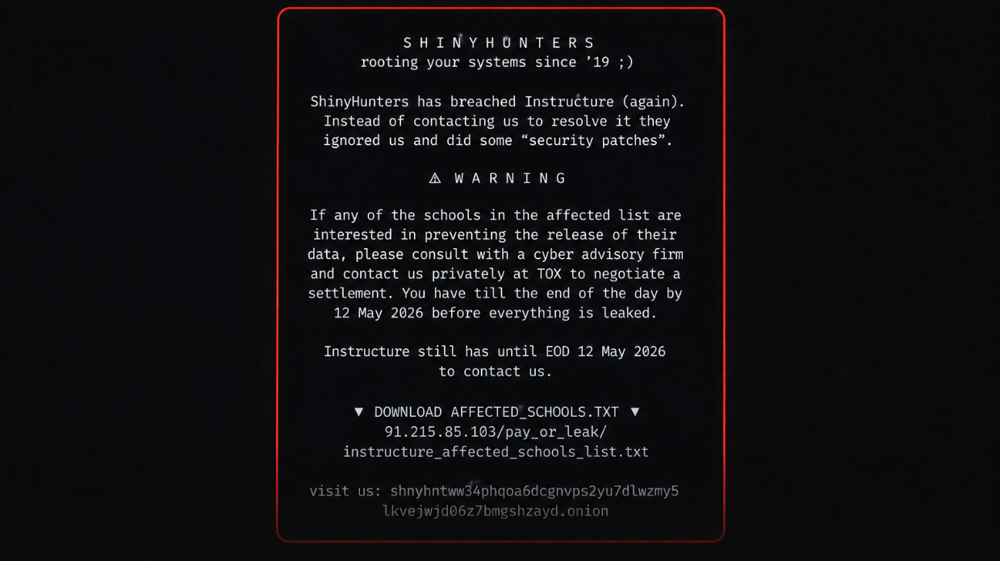 S H I N Y H U N T E R S
rooting your systems since ’19 ;)
ShinyHunters has breached Instructure (again).
Instead of contacting us to resolve it they
ignored us and did some “security patches”.
⚠ W A R N I N G
If any of the schools in the affected list are
interested in preventing the release of their
data, please consult with a cyber advisory firm
and contact us privately at TOX to negotiate a
settlement. You have till the end of the day by
12 May 2026 before everything is leaked.
Instructure still has until EOD 12 May 2026
to contact us.
▼ DOWNLOAD AFFECTED_SCHOOLS.TXT ▼
91.215.85.103/pay_or_leak/
instructure_affected_schools_list.txt
visit us: shnyhntww34phqoa6dcgnvps2yu7dlwzmy5
lkvejwjd06z7bmgshzayd.onion